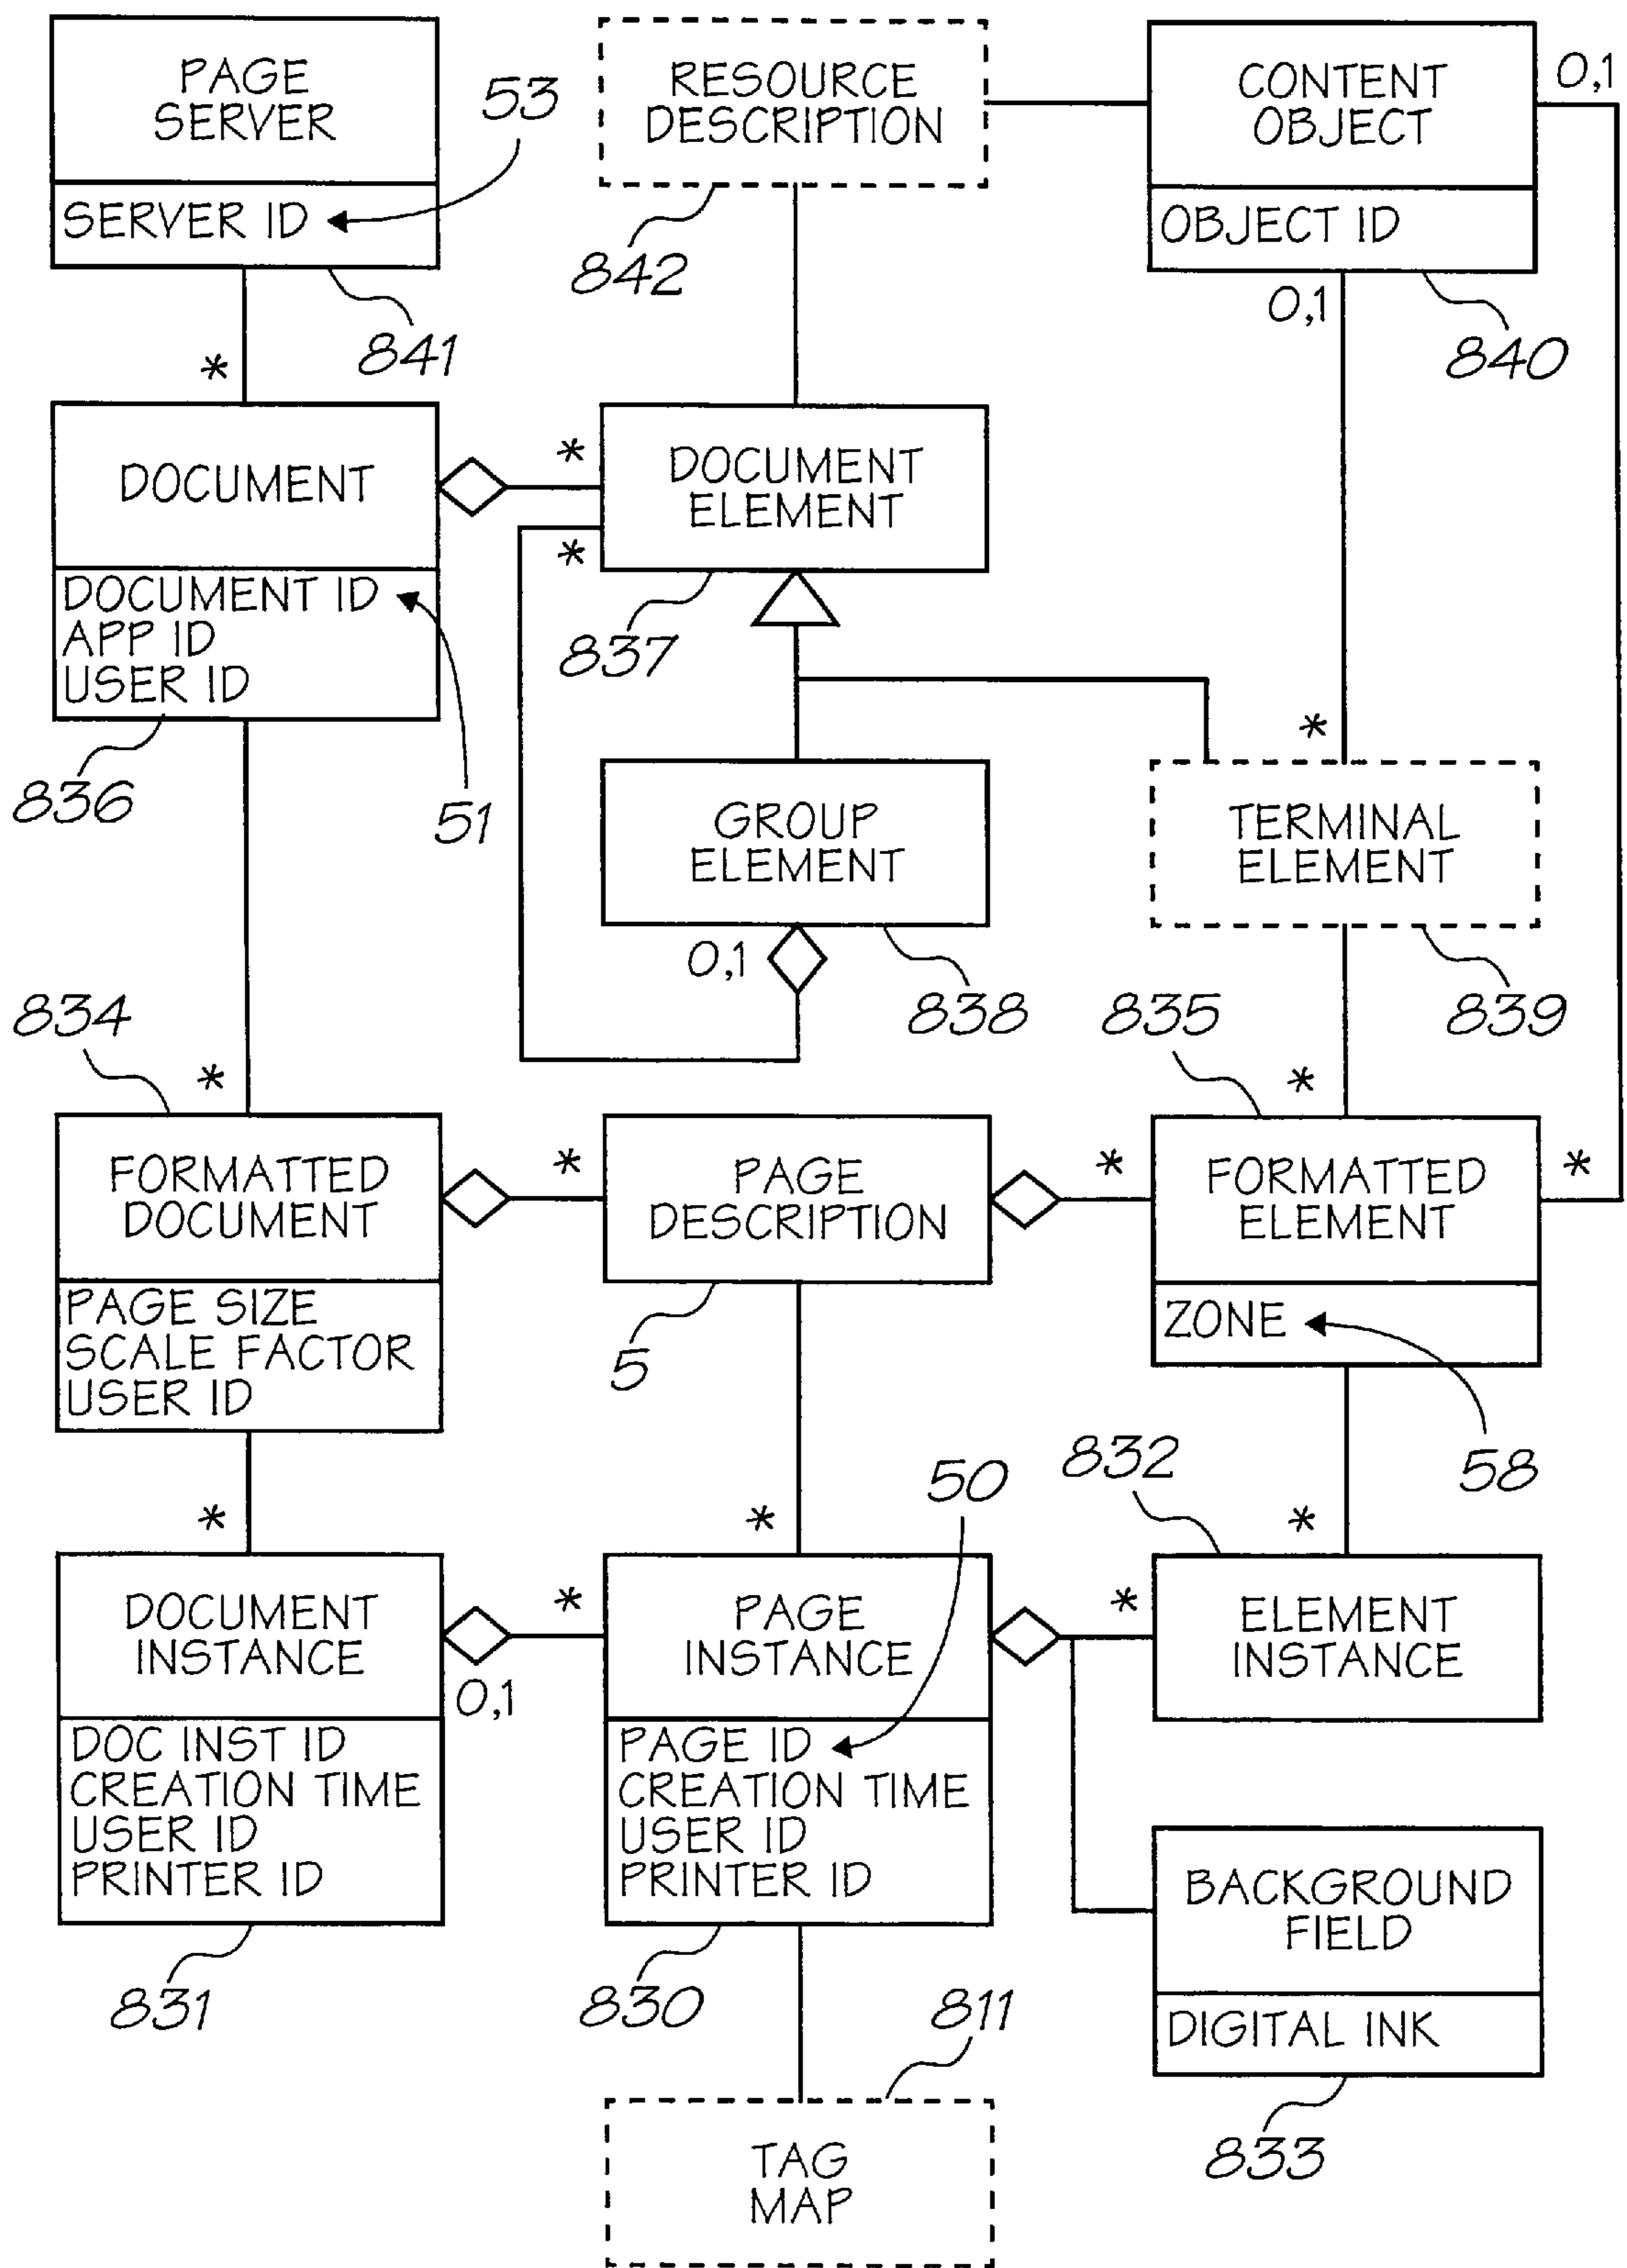 PAGE
SERVER
SERVER ID
53
841
*
RESOURCE
DESCRIPTION
842
CONTENT
OBJECT
OBJECT ID
0,1
0,1
840
DOCUMENT
DOCUMENT ID
APP ID
USER ID
836
51
*
*
DOCUMENT
ELEMENT
837
GROUP
ELEMENT
0,1
838
*
TERMINAL
ELEMENT
839
834
*
FORMATTED
DOCUMENT
PAGE SIZE
SCALE FACTOR
USER ID
*
PAGE
DESCRIPTION
5
*
835
*
FORMATTED
ELEMENT
*
ZONE
58
*
DOCUMENT
INSTANCE
0,1
DOC INST ID
CREATION TIME
USER ID
PRINTER ID
831
*
*
50
PAGE
INSTANCE
PAGE ID
CREATION TIME
USER ID
PRINTER ID
830
832
*
*
ELEMENT
INSTANCE
BACKGROUND
FIELD
DIGITAL INK
833
811
TAG
MAP